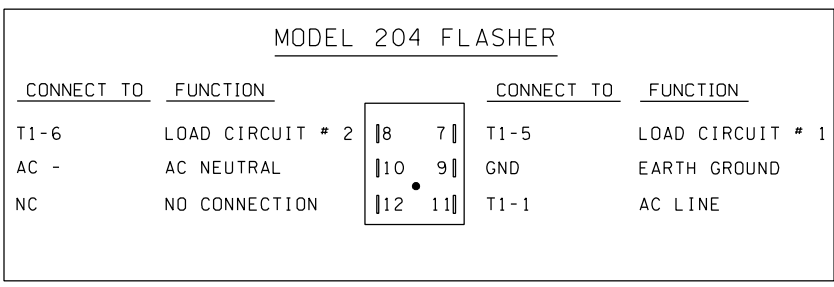 MODEL 204 FLASHER
CONNECT TO FUNCTION CONNECT TO FUNCTION
T1-6 LOAD CIRCUIT # 2 8 7 T1-5 LOAD CIRCUIT # 1
AC - AC NEUTRAL 10 9 GND EARTH GROUND
NC NO CONNECTION 12 11 T1-1 AC LINE